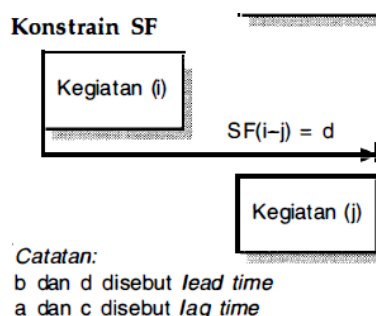 Konstrain SF
Kegiatan (i)
SF(i–j) = d
Kegiatan (j)
Catatan:
b dan d disebut lead time
a dan c disebut lag time